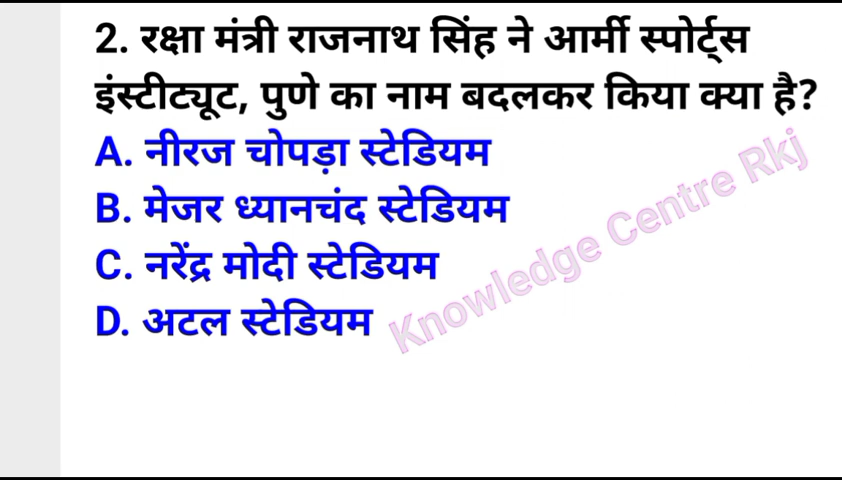 2. रक्षा मंत्री राजनाथ सिंह ने आर्मी स्पोर्ट्स
इंस्टीट्यूट, पुणे का नाम बदलकर किया क्या है?
A. नीरज चोपड़ा स्टेडियम
B. मेजर ध्यानचंद स्टेडियम
C. नरेंद्र मोदी स्टेडियम
D. अटल स्टेडियम
Knowledge Centre Rkj